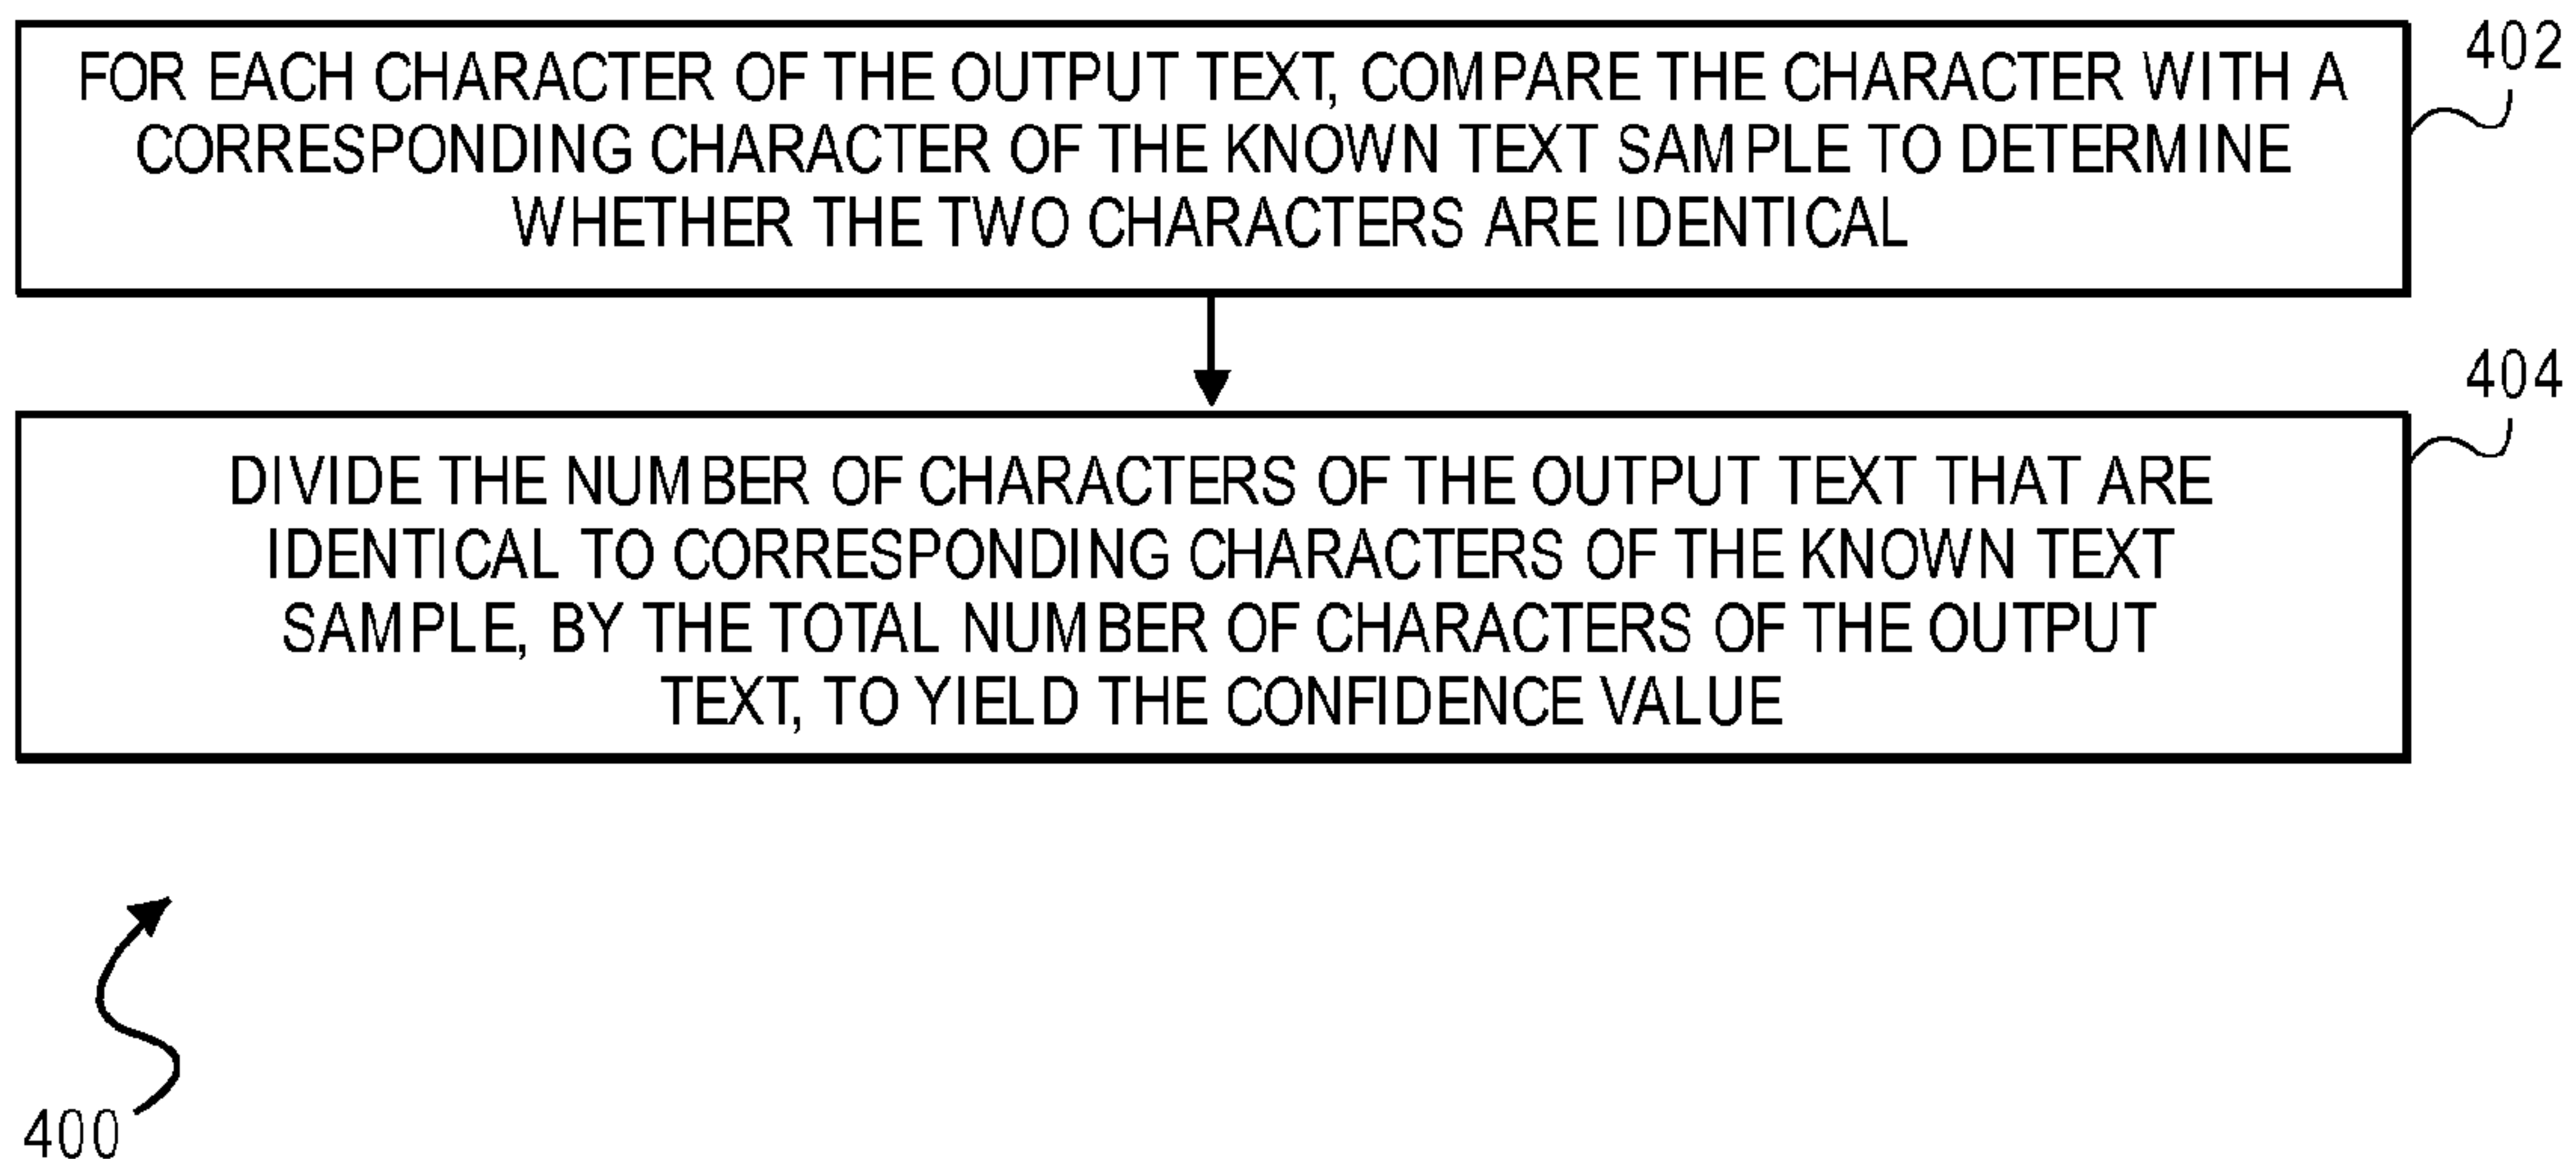 402
FOR EACH CHARACTER OF THE OUTPUT TEXT, COMPARE THE CHARACTER WITH A
CORRESPONDING CHARACTER OF THE KNOWN TEXT SAMPLE TO DETERMINE
WHETHER THE TWO CHARACTERS ARE IDENTICAL
404
DIVIDE THE NUMBER OF CHARACTERS OF THE OUTPUT TEXT THAT ARE
IDENTICAL TO CORRESPONDING CHARACTERS OF THE KNOWN TEXT
SAMPLE, BY THE TOTAL NUMBER OF CHARACTERS OF THE OUTPUT
TEXT, TO YIELD THE CONFIDENCE VALUE
400